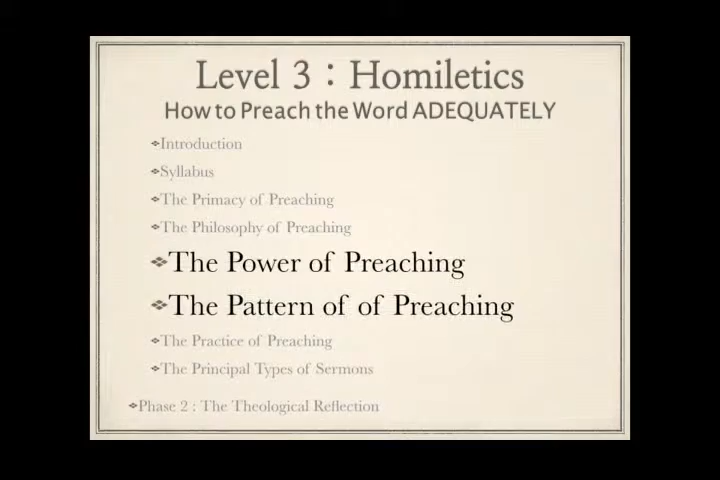 Level 3 : Homiletics
How to Preach the Word ADEQUATELY
Introduction
Syllabus
The Primacy of Preaching
The Philosophy of Preaching
The Power of Preaching
The Pattern of of Preaching
The Practice of Preaching
The Principal Types of Sermons
Phase 2 : The Theological Reflection